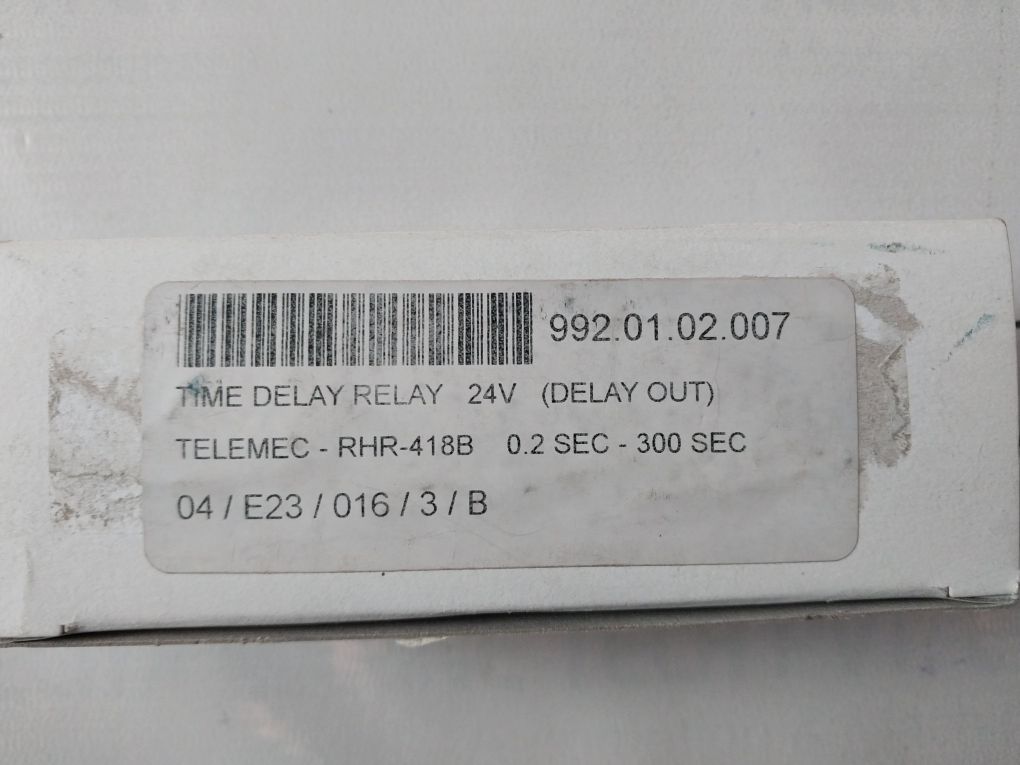 992.01.02.007
TIME DELAY RELAY 24V (DELAY OUT)
TELEMEC - RHR-418B 0.2 SEC - 300 SEC
04 / E23 / 016 / 3 / B